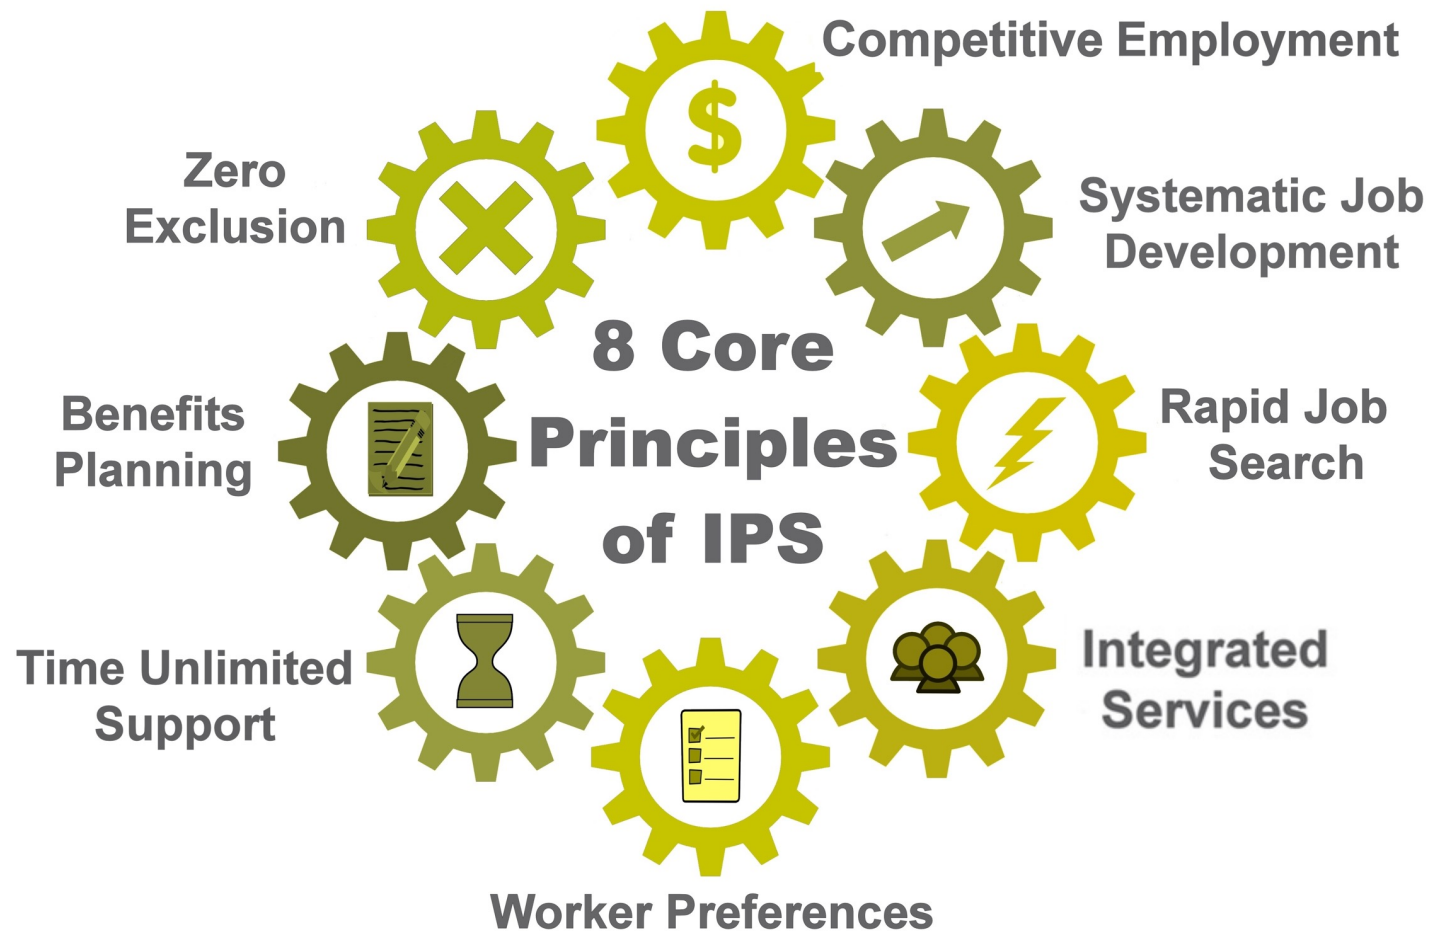 8 Core
Principles
of IPS
Competitive Employment
Systematic Job
Development
Rapid Job
Search
Integrated
Services
Worker Preferences
Time Unlimited
Support
Benefits
Planning
Zero
Exclusion
$